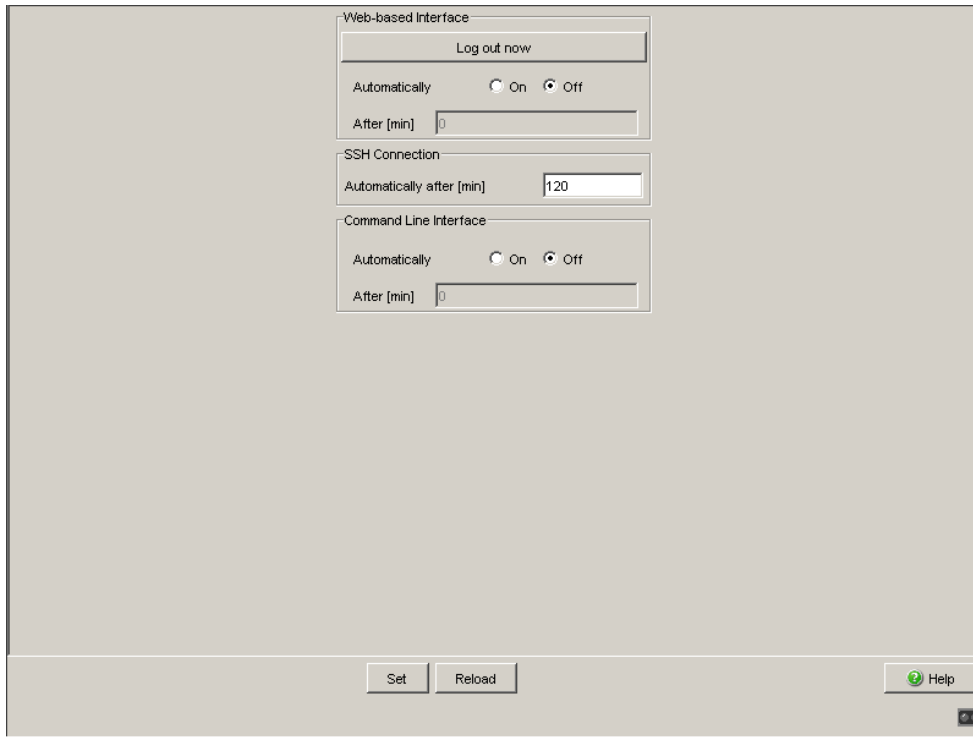 Web-based Interface
Log out now
Automatically On Off
After [min] 0
SSH Connection
Automatically after [min] 120
Command Line Interface
Automatically On Off
After [min] 0
Set Reload Help